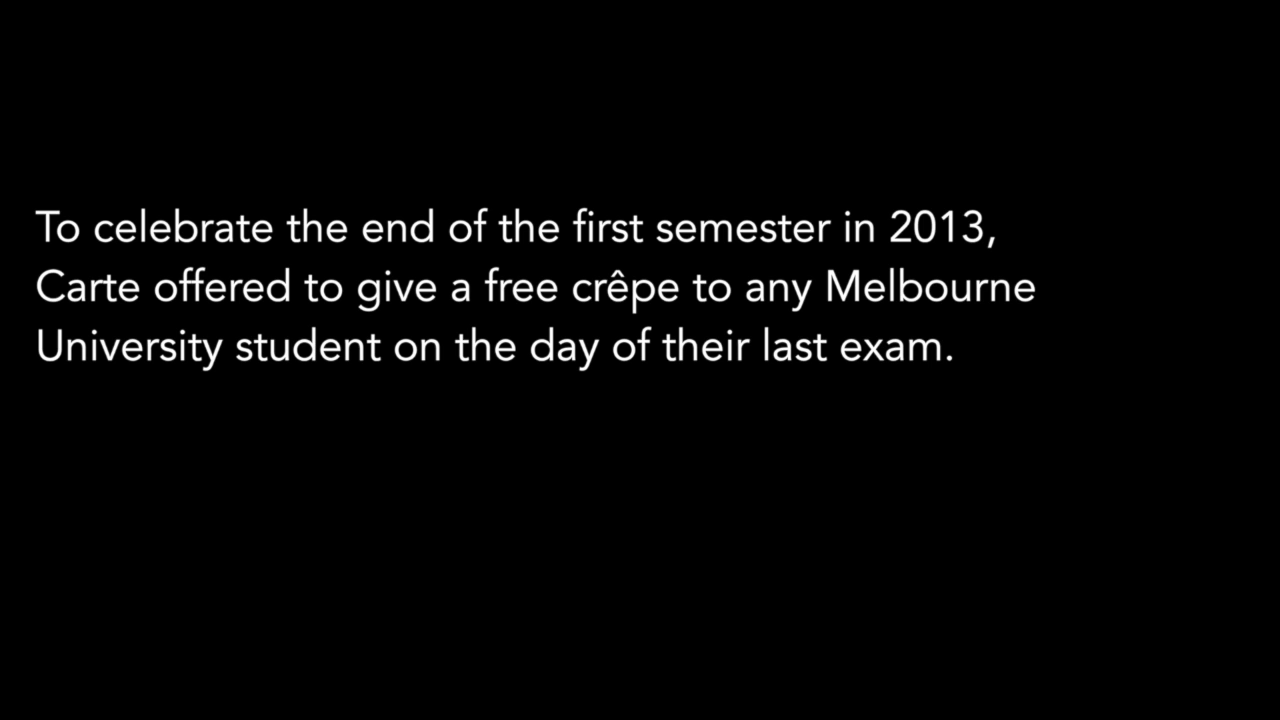 To celebrate the end of the first semester in 2013,
Carte offered to give a free crêpe to any Melbourne
University student on the day of their last exam.